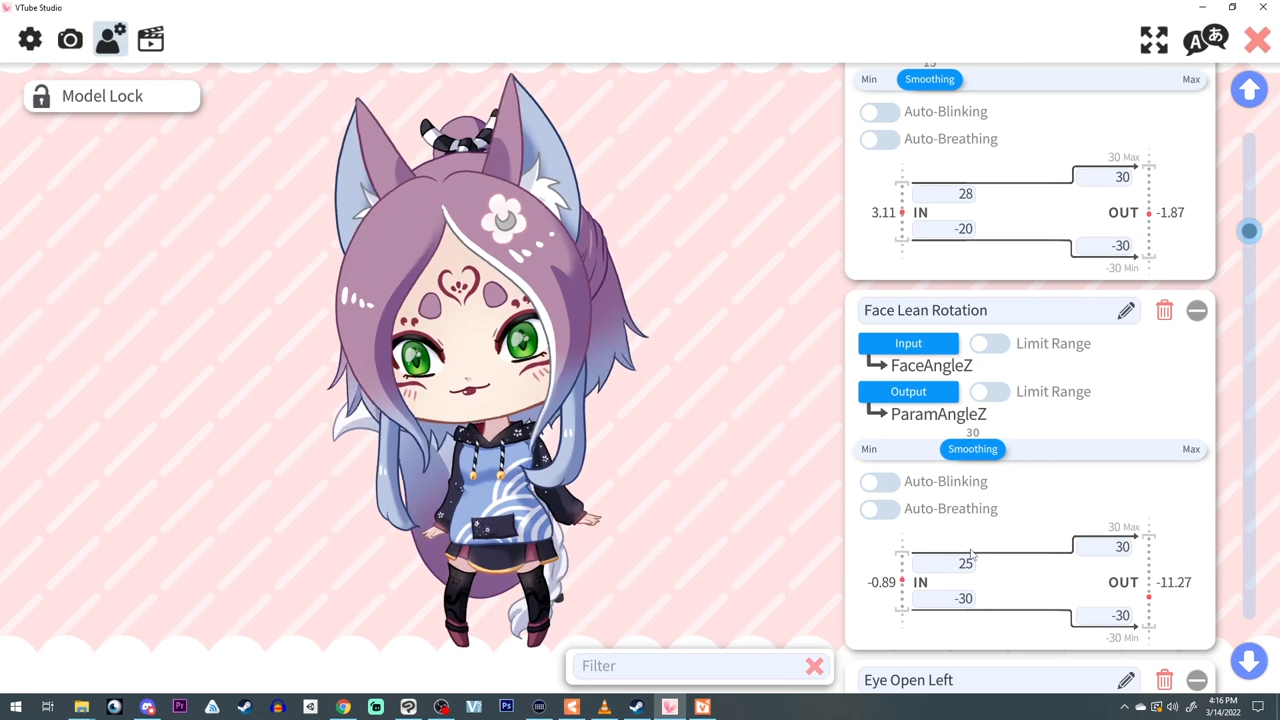 VTube Studio
A あ
Model Lock
15
Min Smoothing Max
Auto-Blinking
Auto-Breathing
30 Max
30
28
3.11 IN OUT -1.87
-20
-30
-30 Min
Face Lean Rotation
Input Limit Range
FaceAngleZ
Output Limit Range
ParamAngleZ
30
Min Smoothing Max
Auto-Blinking
Auto-Breathing
30 Max
30
25
-0.89 IN OUT -11.27
-30
-30
-30 Min
Filter
Eye Open Left
4:16 PM
3/14/2022